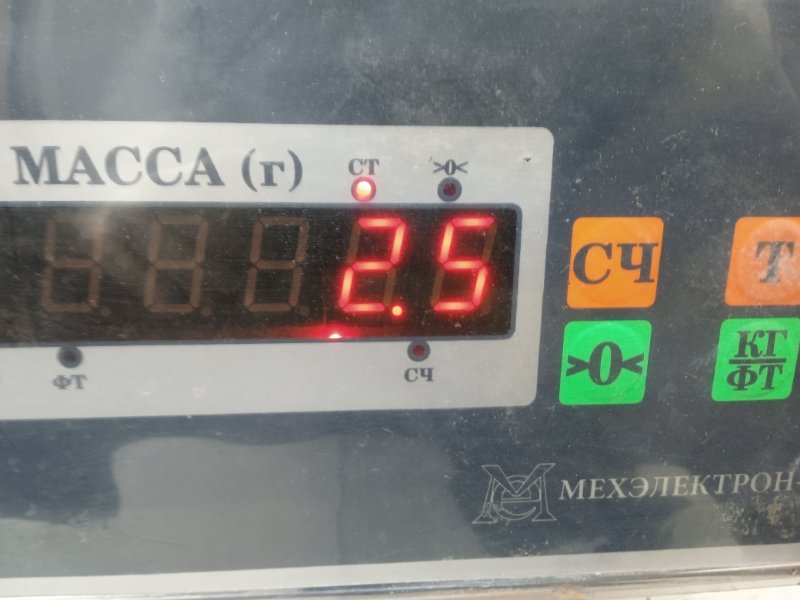 МАССА (г)
СТ
>0<
2.5
СЧ
Т
ФТ
СЧ
>0<
КГ
ФТ
МЕХЭЛЕКТРОН-